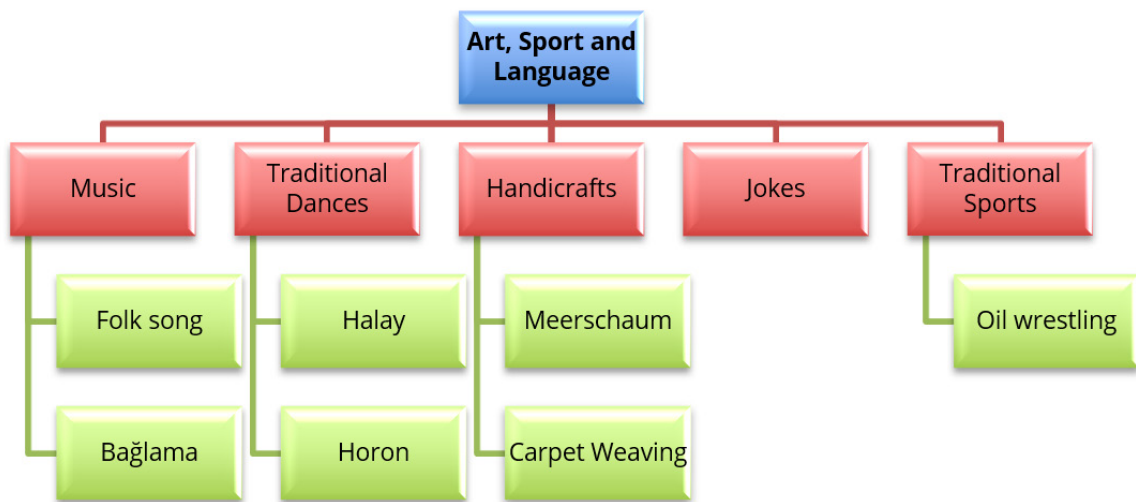 Art, Sport and
Language
Music
Traditional
Dances
Handicrafts
Jokes
Traditional
Sports
Folk song
Halay
Meerschaum
Oil wrestling
Bağlama
Horon
Carpet Weaving